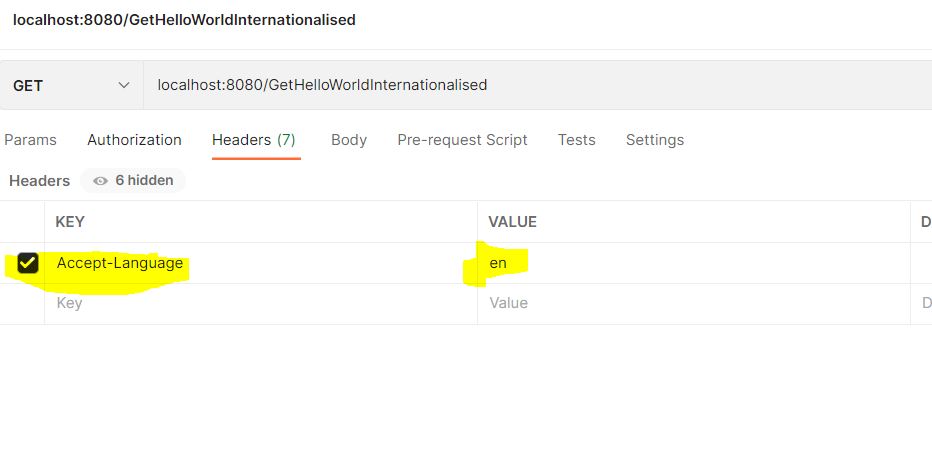 localhost:8080/GetHelloWorldInternationalised
GET localhost:8080/GetHelloWorldInternationalised
Params Authorization Headers (7) Body Pre-request Script Tests Settings
Headers 6 hidden
KEY VALUE D
Accept-Language en
Key Value D